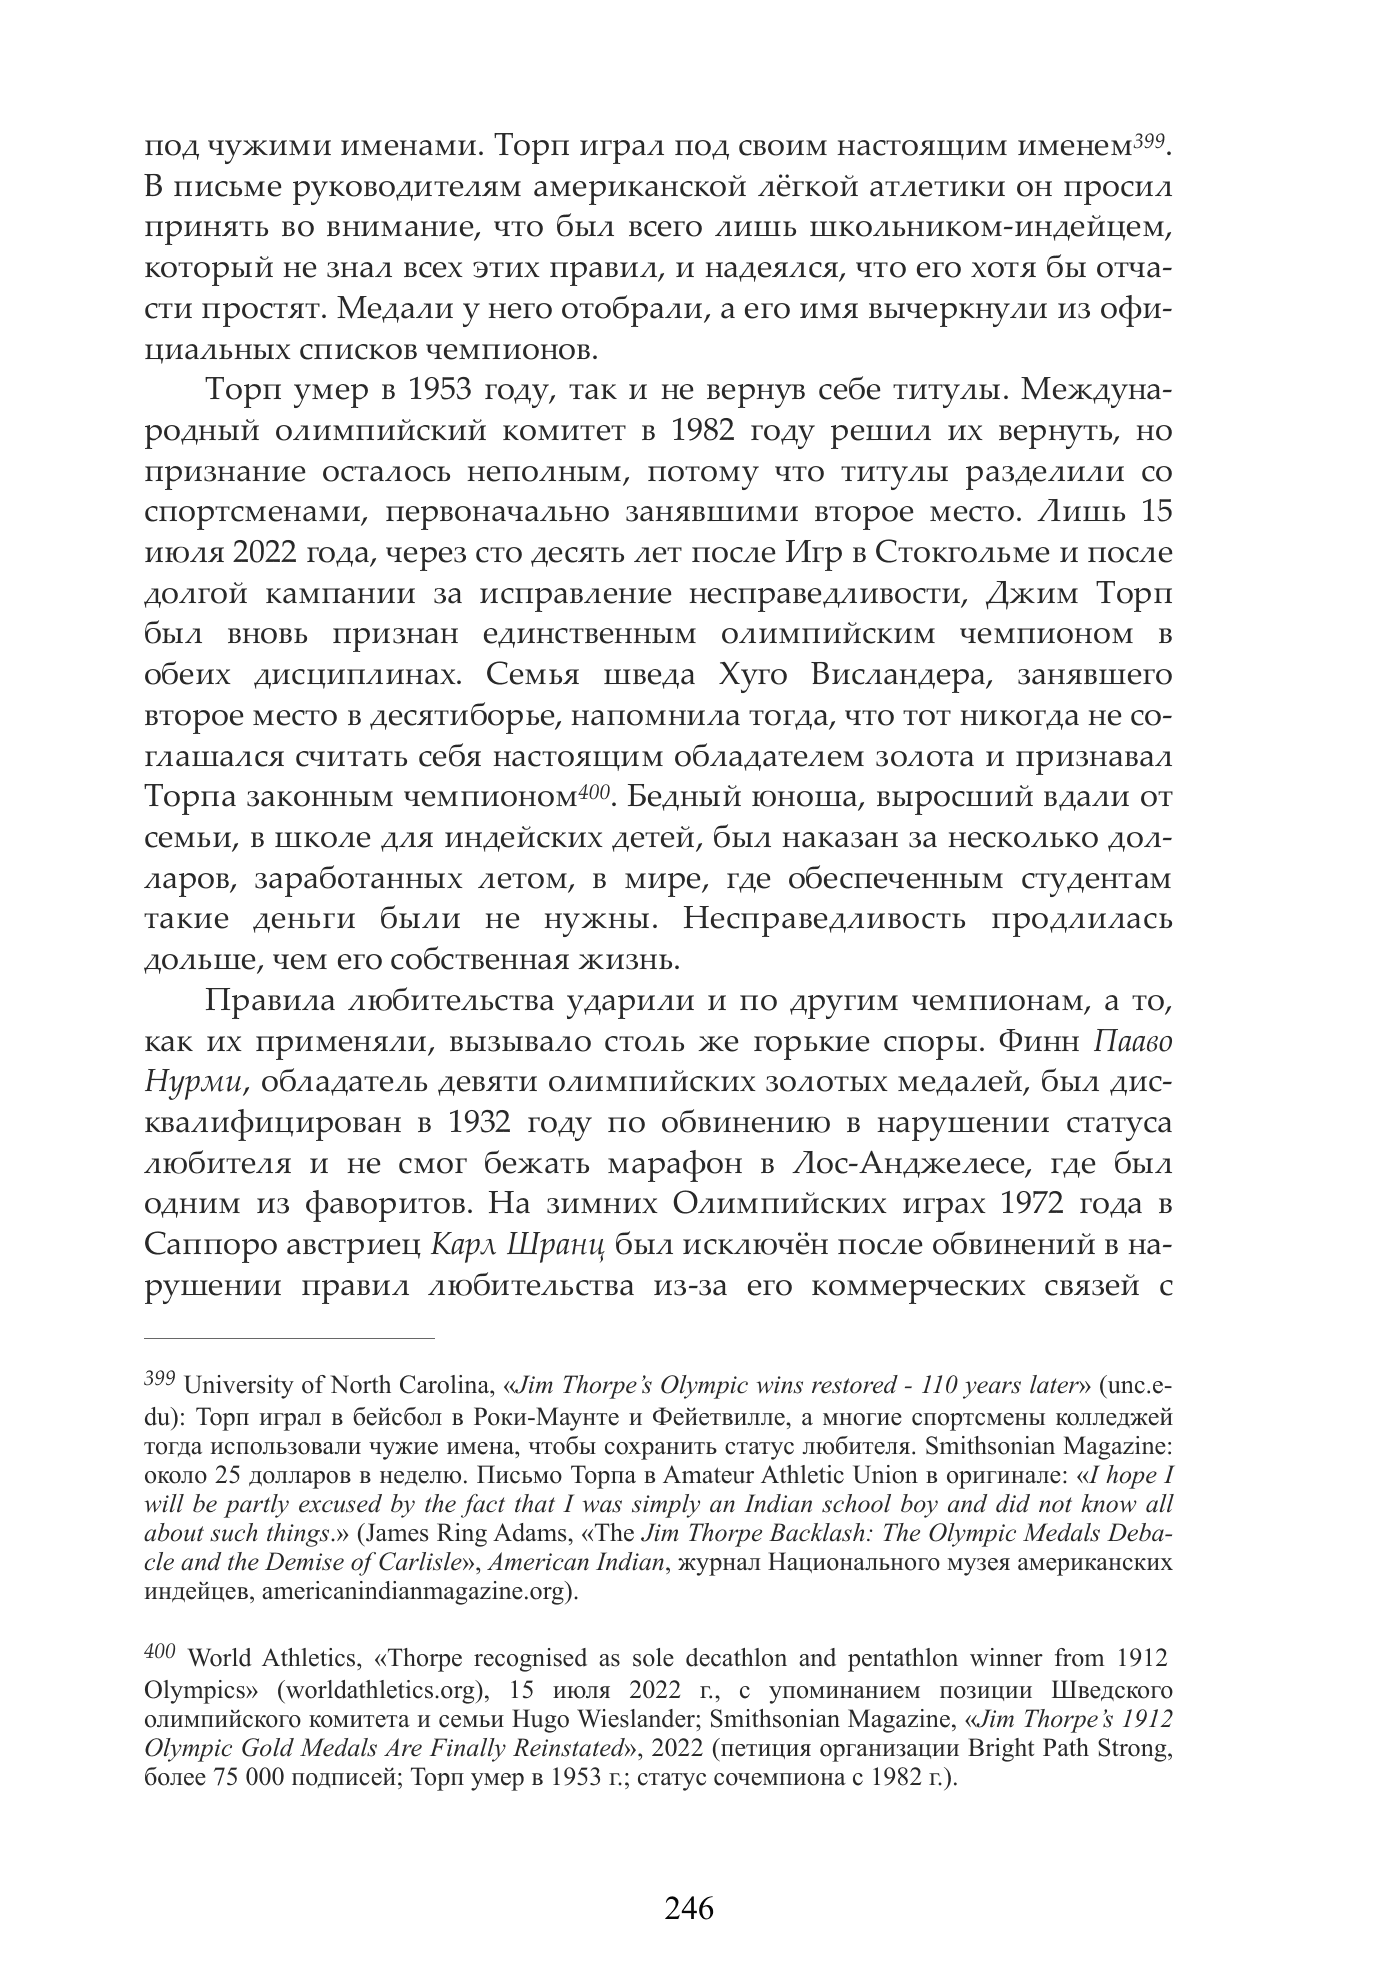 под чужими именами. Торп играл под своим настоящим именем399.
В письме руководителям американской лёгкой атлетики он просил
принять во внимание, что был всего лишь школьником-индейцем,
который не знал всех этих правил, и надеялся, что его хотя бы отча-
сти простят. Медали у него отобрали, а его имя вычеркнули из офи-
циальных списков чемпионов.
Торп умер в 1953 году, так и не вернув себе титулы. Междуна-
родный олимпийский комитет в 1982 году решил их вернуть, но
признание осталось неполным, потому что титулы разделили со
спортсменами, первоначально занявшими второе место. Лишь 15
июля 2022 года, через сто десять лет после Игр в Стокгольме и после
долгой кампании за исправление несправедливости, Джим Торп
был вновь признан единственным олимпийским чемпионом в
обеих дисциплинах. Семья шведа Хуго Висландера, занявшего
второе место в десятиборье, напомнила тогда, что тот никогда не со-
глашался считать себя настоящим обладателем золота и признавал
Торпа законным чемпионом400. Бедный юноша, выросший вдали от
семьи, в школе для индейских детей, был наказан за несколько дол-
ларов, заработанных летом, в мире, где обеспеченным студентам
такие деньги были не нужны. Несправедливость продлилась
дольше, чем его собственная жизнь.
Правила любительства ударили и по другим чемпионам, а то,
как их применяли, вызывало столь же горькие споры. Финн Пааво
Нурми, обладатель девяти олимпийских золотых медалей, был дис-
квалифицирован в 1932 году по обвинению в нарушении статуса
любителя и не смог бежать марафон в Лос-Анджелесе, где был
одним из фаворитов. На зимних Олимпийских играх 1972 года в
Саппоро австриец Карл Шранц был исключён после обвинений в на-
рушении правил любительства из-за его коммерческих связей с
399 University of North Carolina, «Jim Thorpe’s Olympic wins restored - 110 years later» (unc.e-
du): Торп играл в бейсбол в Роки-Маунте и Фейетвилле, а многие спортсмены колледжей
тогда использовали чужие имена, чтобы сохранить статус любителя. Smithsonian Magazine:
около 25 долларов в неделю. Письмо Торпа в Amateur Athletic Union в оригинале: «I hope I
will be partly excused by the fact that I was simply an Indian school boy and did not know all
about such things.» (James Ring Adams, «The Jim Thorpe Backlash: The Olympic Medals Deba-
cle and the Demise of Carlisle», American Indian, журнал Национального музея американских
индейцев, americanindianmagazine.org).
400 World Athletics, «Thorpe recognised as sole decathlon and pentathlon winner from 1912
Olympics» (worldathletics.org), 15 июля 2022 г., с упоминанием позиции Шведского
олимпийского комитета и семьи Hugo Wieslander; Smithsonian Magazine, «Jim Thorpe’s 1912
Olympic Gold Medals Are Finally Reinstated», 2022 (петиция организации Bright Path Strong,
более 75 000 подписей; Торп умер в 1953 г.; статус сочемпиона с 1982 г.).
246